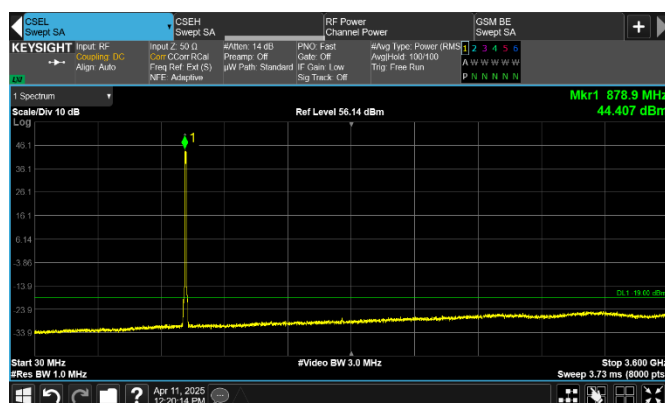 CSEL
Swept SA
CSEH
Swept SA
RF Power
Channel Power
GSM BE
Swept SA
+
KEYSIGHT
Input: RF
Coupling: DC
Align: Auto
Input Z: 50 Ω
Corr CCorr RCal
Freq Ref: Ext (S)
NFE: Adaptive
#Atten: 14 dB
Preamp: Off
µW Path: Standard
PNO: Fast
Gate: Off
IF Gain: Low
Sig Track: Off
#Avg Type: Power (RMS
Avg|Hold: 100/100
Trig: Free Run
1 2 3 4 5 6
A W W W W W
P N N N N N
1 Spectrum
Scale/Div 10 dB
Log
Ref Level 56.14 dBm
Mkr1 878.9 MHz
44.407 dBm
1
46.1
36.1
26.1
16.1
6.14
-3.86
-13.9
-23.9
-33.9
DL1 19.00 dBm
Start 30 MHz
#Res BW 1.0 MHz
#Video BW 3.0 MHz
Stop 3.600 GHz
Sweep 3.73 ms (8000 pts
?
Apr 11, 2025
12:20:14 PM